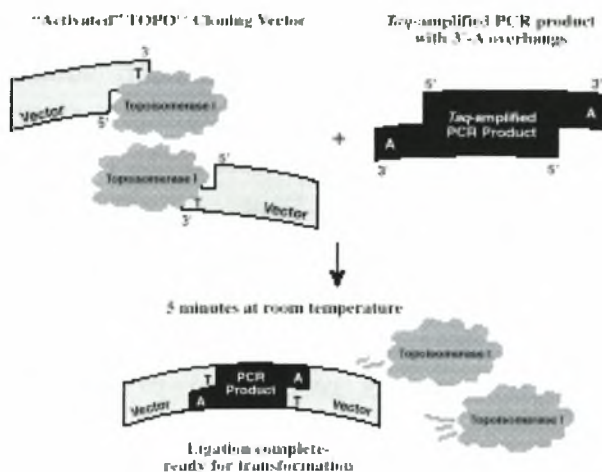 "Activated" TOPO® Cloning Vector
Taq-amplified PCR product
with 3'-A overhangs
3'
T
Vector
Topoisomerase I
5'
Topoisomerase I
5'
T
3'
Vector
+
5'
3'
A
Taq-amplified
PCR Product
A
3'
5'
5 minutes at room temperature
Topoisomerase I
Topoisomerase I
Vector
T
PCR
Product
A
A
T
Vector
Ligation complete-
ready for transformation